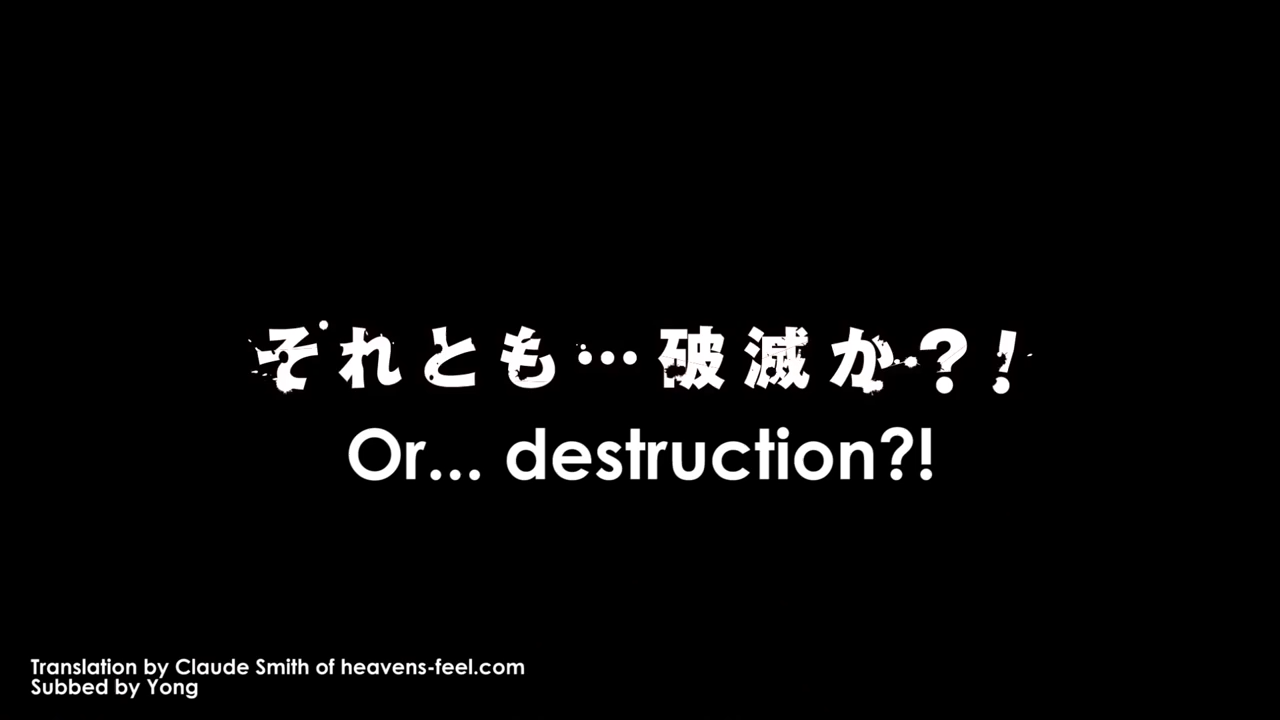 それとも…破滅か?!
Or... destruction?!
Translation by Claude Smith of heavens-feel.com
Subbed by Yong